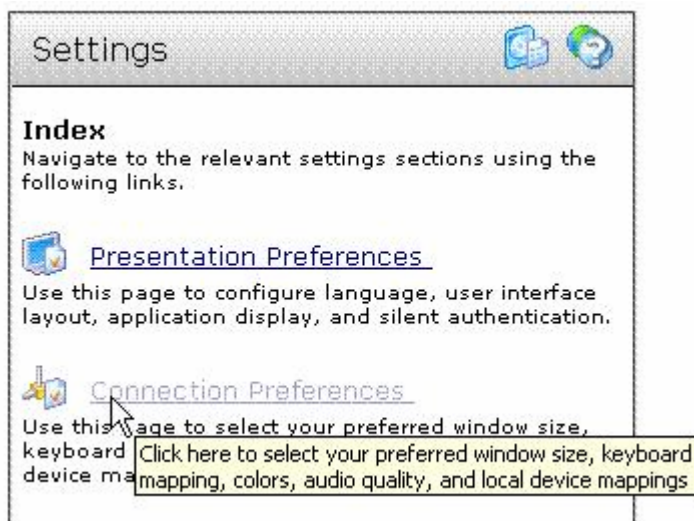 Settings
Index
Navigate to the relevant settings sections using the
following links.
Presentation Preferences
Use this page to configure language, user interface
layout, application display, and silent authentication.
Connection Preferences
Use this age to select your preferred window size,
keyboard
device ma
Click here to select your preferred window size, keyboard
mapping, colors, audio quality, and local device mappings